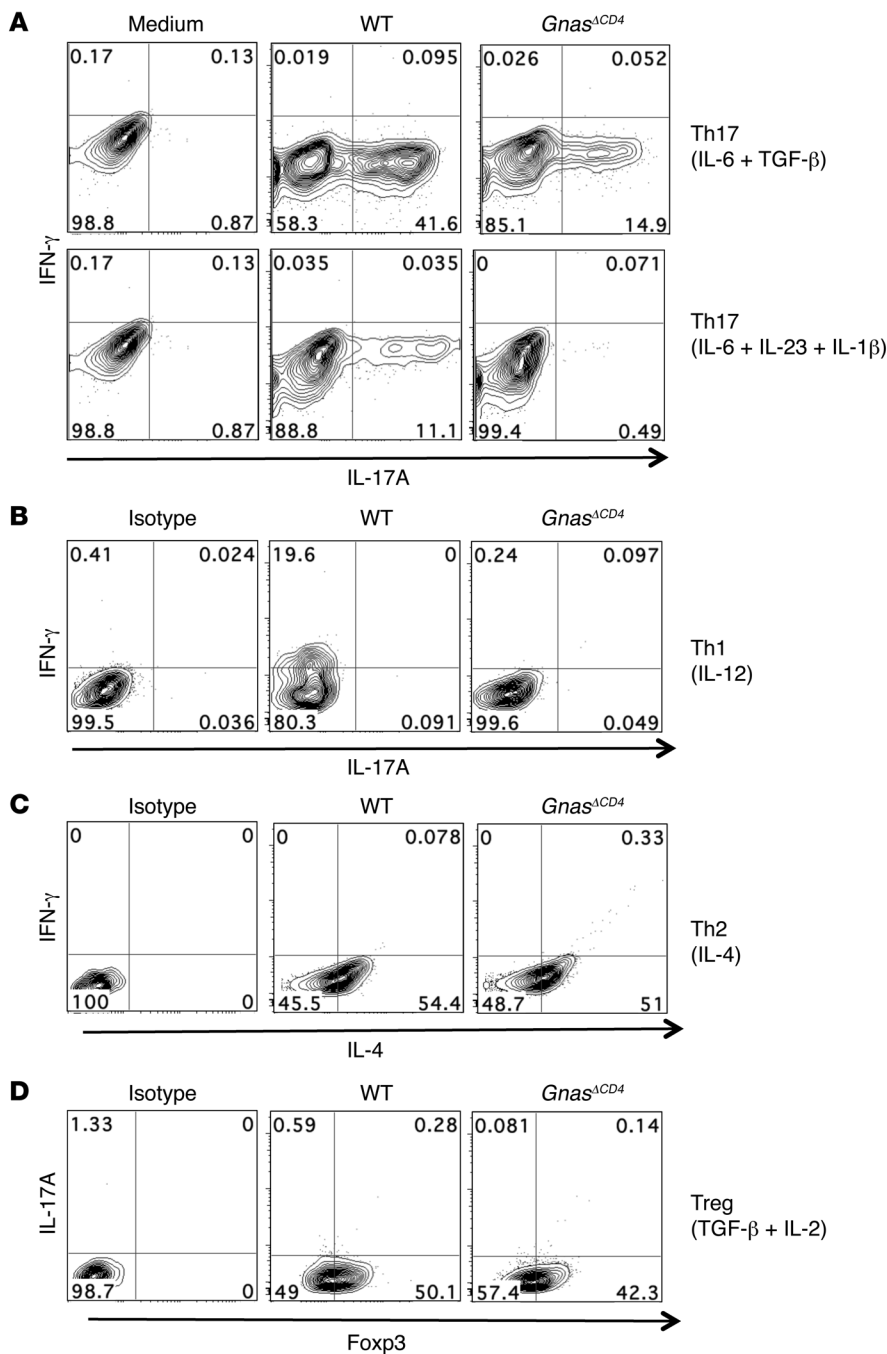 A
Medium WT Gnas^ΔCD4
0.17 0.13 0.019 0.095 0.026 0.052
98.8 0.87 58.3 41.6 85.1 14.9
Th17
(IL-6 + TGF-β)
IFN-γ
0.17 0.13 0.035 0.035 0 0.071
98.8 0.87 88.8 11.1 99.4 0.49
Th17
(IL-6 + IL-23 + IL-1β)
IL-17A
B
Isotype WT Gnas^ΔCD4
0.41 0.024 19.6 0 0.24 0.097
IFN-γ
99.5 0.036 80.3 0.091 99.6 0.049
Th1
(IL-12)
IL-17A
C
Isotype WT Gnas^ΔCD4
0 0 0 0.078 0 0.33
IFN-γ
100 0 45.5 54.4 48.7 51
Th2
(IL-4)
IL-4
D
Isotype WT Gnas^ΔCD4
1.33 0 0.59 0.28 0.081 0.14
IL-17A
98.7 0 49 50.1 57.4 42.3
Treg
(TGF-β + IL-2)
Foxp3